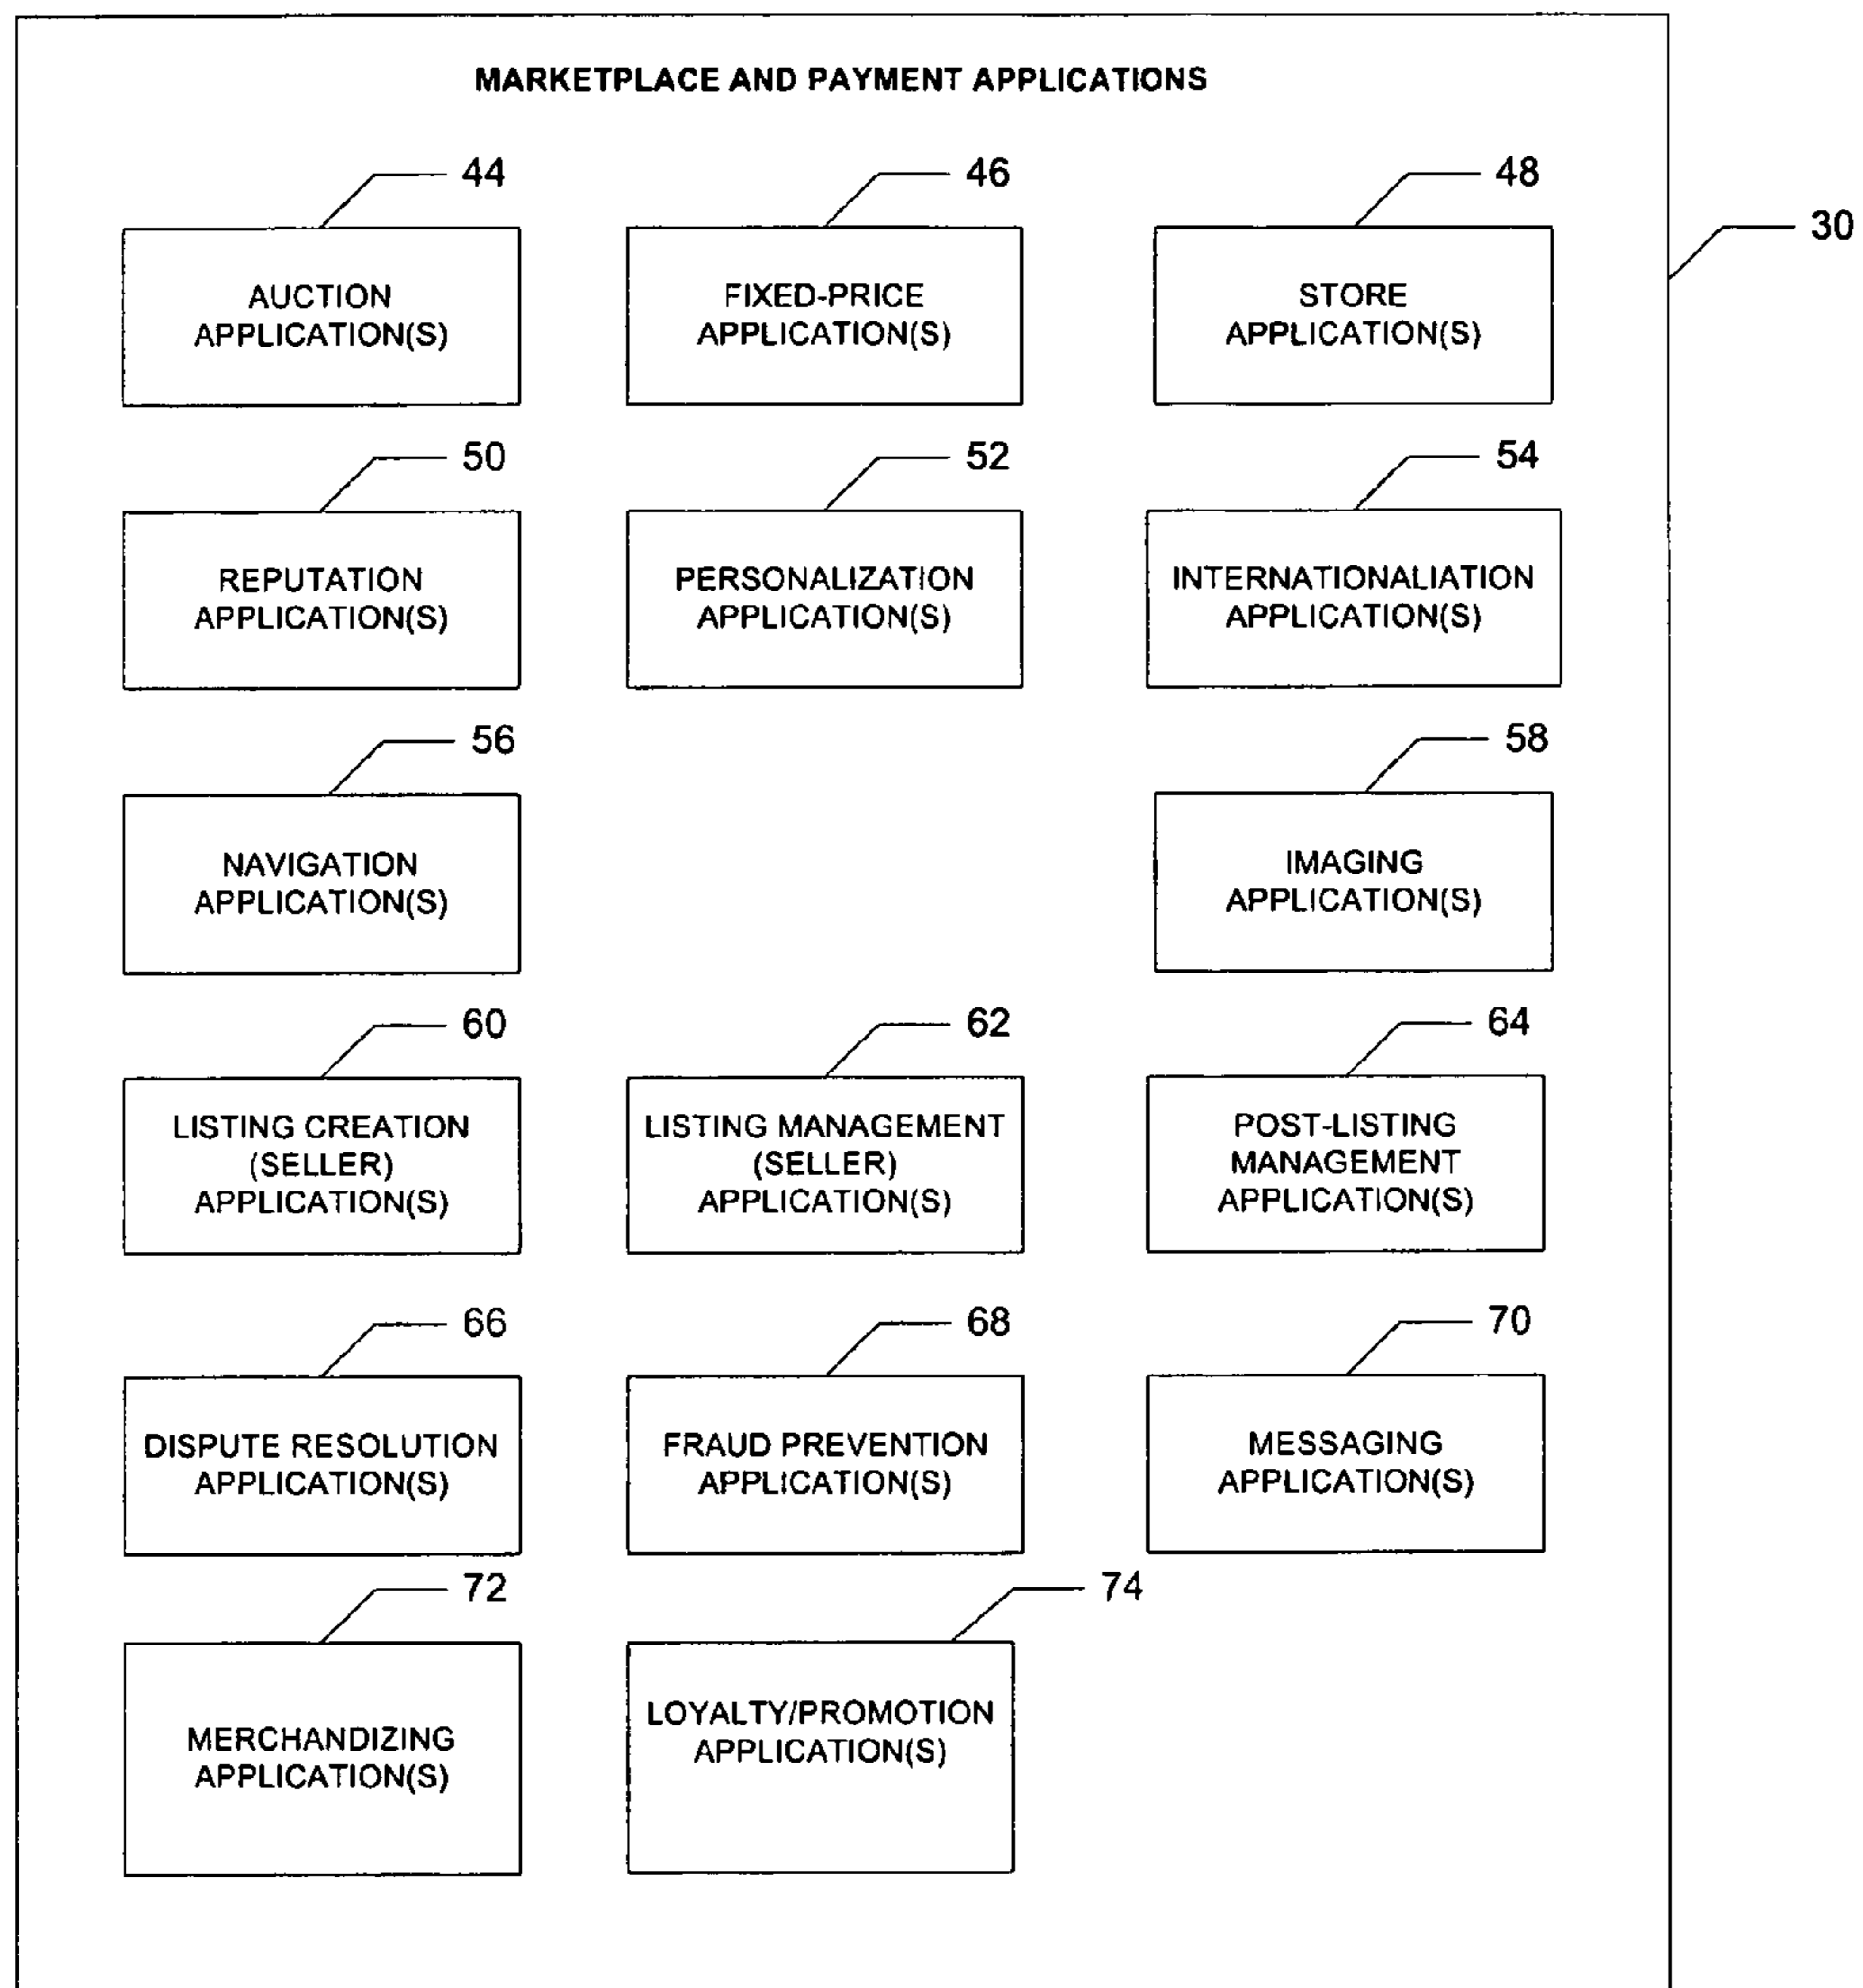 MARKETPLACE AND PAYMENT APPLICATIONS
30
44
AUCTION
APPLICATION(S)
46
FIXED-PRICE
APPLICATION(S)
48
STORE
APPLICATION(S)
50
REPUTATION
APPLICATION(S)
52
PERSONALIZATION
APPLICATION(S)
54
INTERNATIONALIATION
APPLICATION(S)
56
NAVIGATION
APPLICATION(S)
58
IMAGING
APPLICATION(S)
60
LISTING CREATION
(SELLER)
APPLICATION(S)
62
LISTING MANAGEMENT
(SELLER)
APPLICATION(S)
64
POST-LISTING
MANAGEMENT
APPLICATION(S)
66
DISPUTE RESOLUTION
APPLICATION(S)
68
FRAUD PREVENTION
APPLICATION(S)
70
MESSAGING
APPLICATION(S)
72
MERCHANDIZING
APPLICATION(S)
74
LOYALTY/PROMOTION
APPLICATION(S)